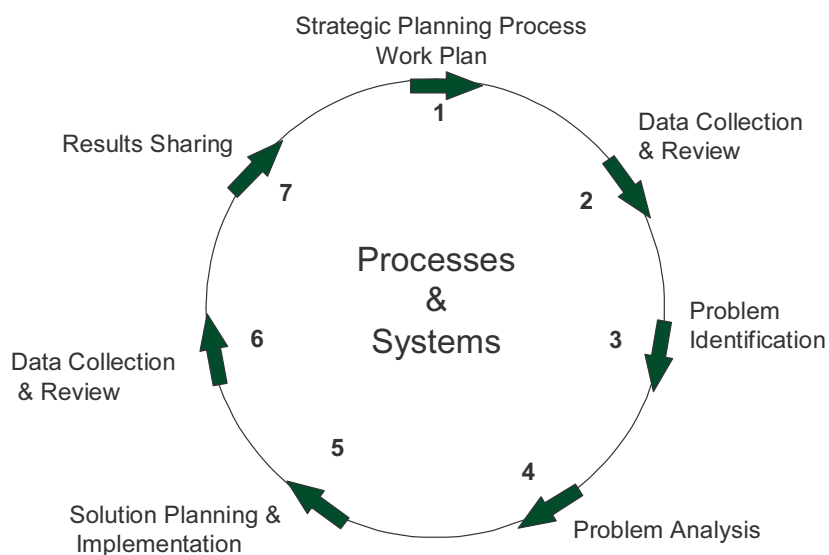 Strategic Planning Process
Work Plan
1
Data Collection
& Review
2
Problem
Identification
3
4
Problem Analysis
5
Solution Planning &
Implementation
6
Data Collection
& Review
Results Sharing
7
Processes
&
Systems